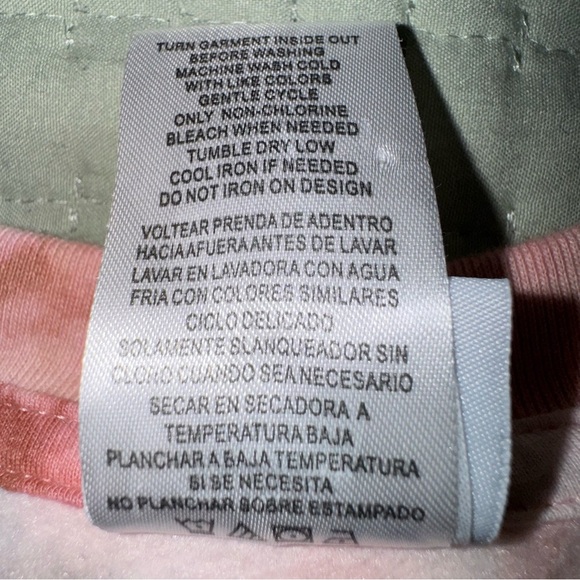 TURN GARMENT INSIDE OUT
BEFORE WASHING
MACHINE WASH COLD
WITH LIKE COLORS
GENTLE CYCLE
ONLY NON-CHLORINE
BLEACH WHEN NEEDED
TUMBLE DRY LOW
COOL IRON IF NEEDED
DO NOT IRON ON DESIGN
VOLTEAR PRENDA DE ADENTRO
HACIA AFUERA ANTES DE LAVAR
LAVAR EN LAVADORA CON AGUA
FRIA CON COLORES SIMILARES
CICLO DELICADO
SOLAMENTE BLANQUEADOR SIN
CLORO CUANDO SEA NECESARIO
SECAR EN SECADORA A
TEMPERATURA BAJA
PLANCHAR A BAJA TEMPERATURA
SI SE NECESITA
NO PLANCHAR SOBRE ESTAMPADO